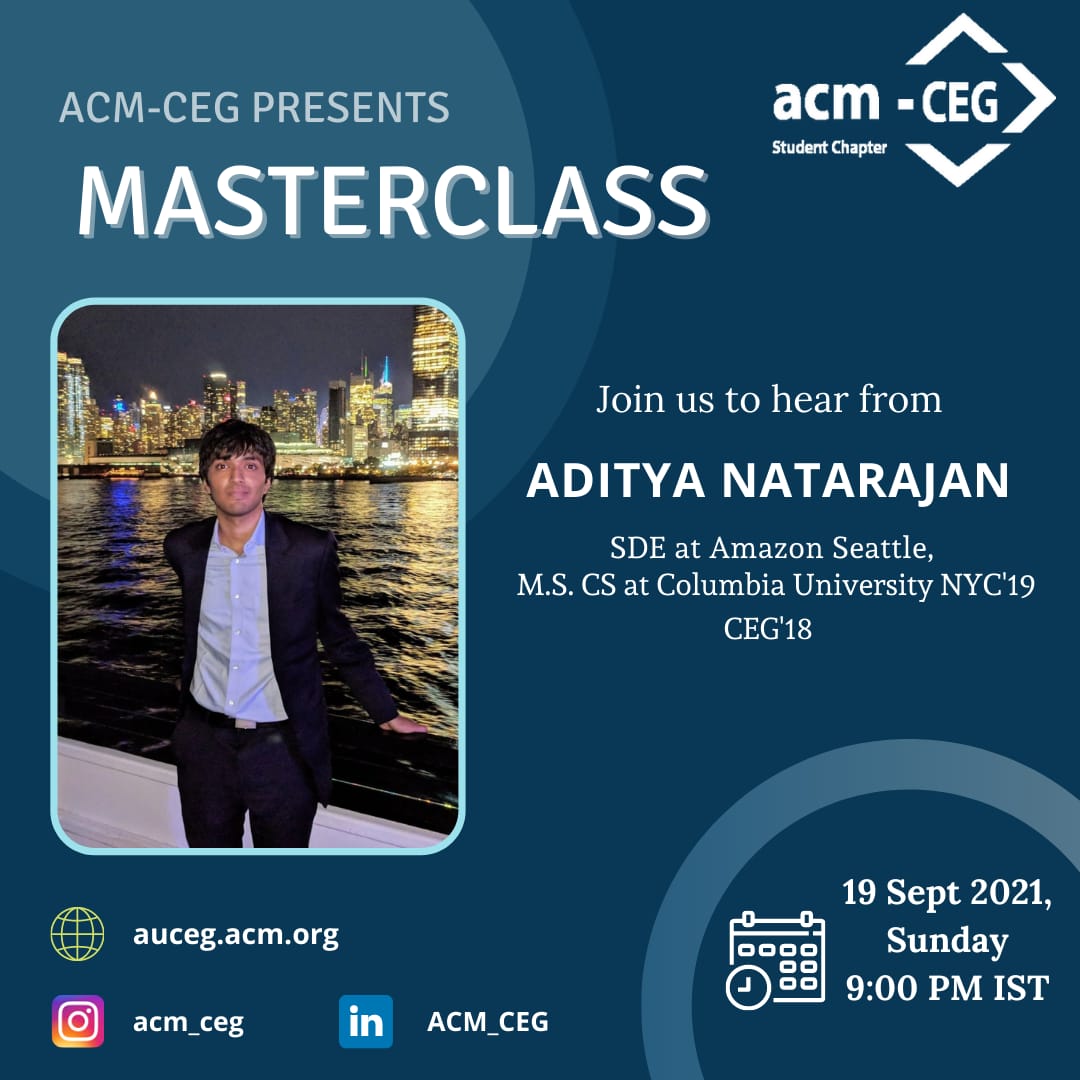 ACM-CEG PRESENTS
MASTERCLASS
acm - CEG
Student Chapter
Join us to hear from
ADITYA NATARAJAN
SDE at Amazon Seattle,
M.S. CS at Columbia University NYC'19
CEG'18
19 Sept 2021,
Sunday
9:00 PM IST
auceg.acm.org
acm_ceg
in
ACM_CEG